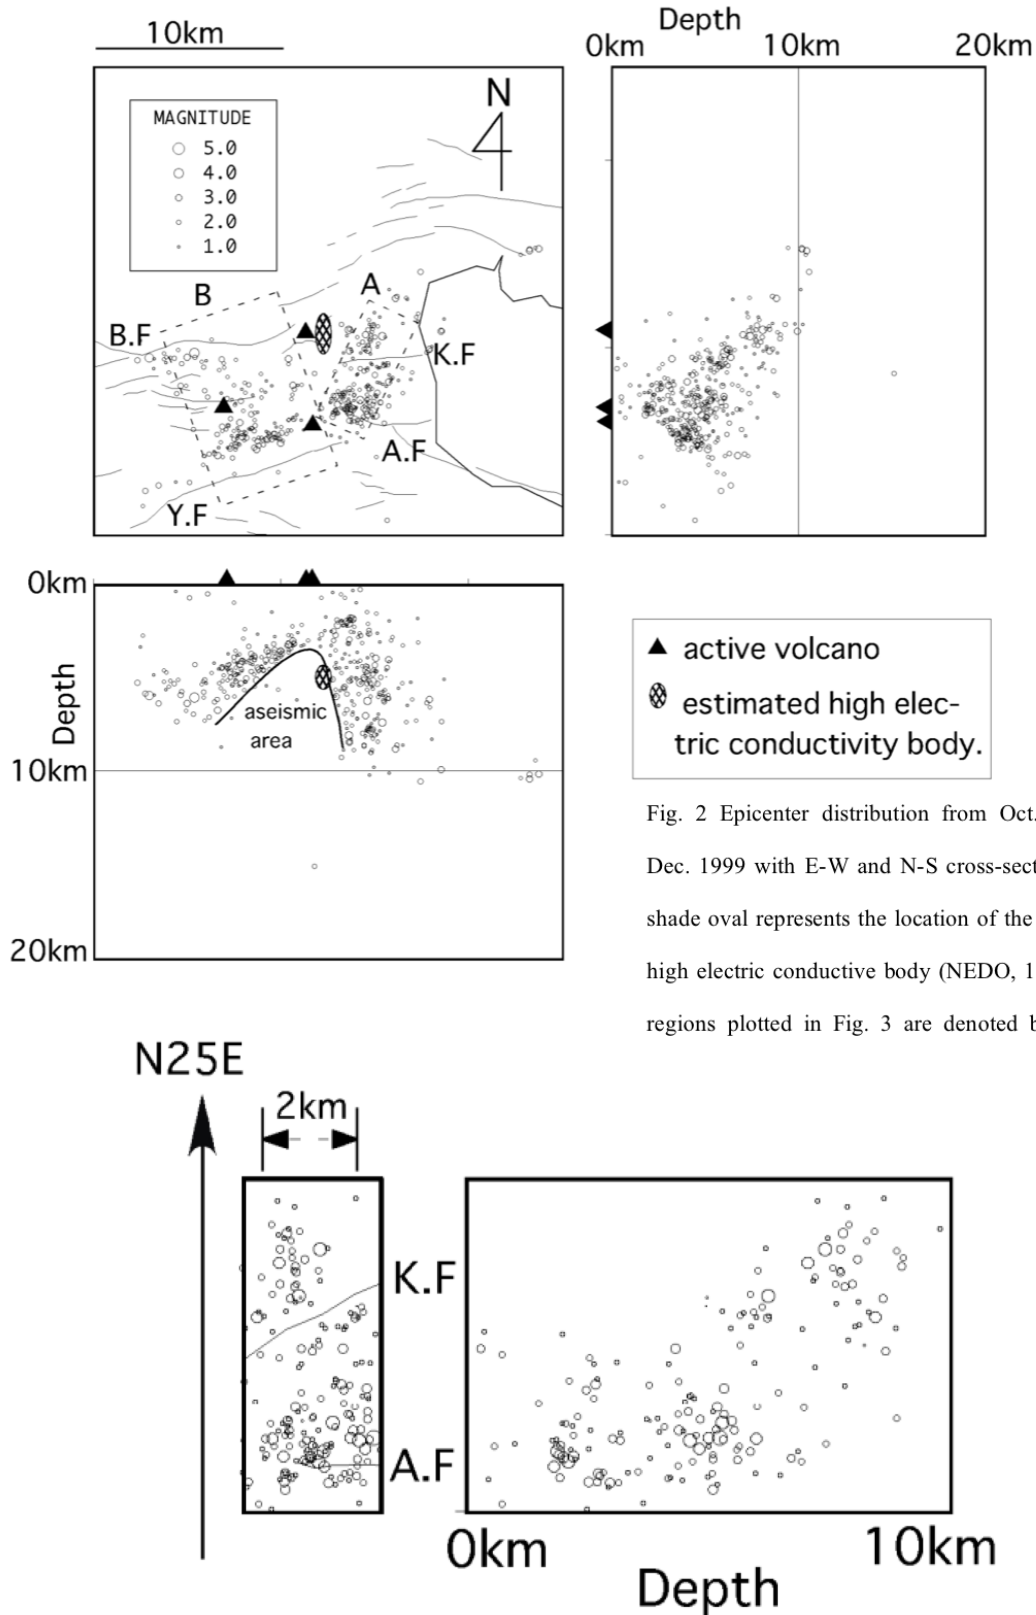 10km
Depth
0km 10km 20km
N
MAGNITUDE
5.0
4.0
3.0
2.0
1.0
A
B
B.F
K.F
A.F
Y.F
0km
Depth
aseismic
area
10km
20km
active volcano
estimated high elec-
tric conductivity body.
Fig. 2 Epicenter distribution from Oct.
Dec. 1999 with E-W and N-S cross-sect
shade oval represents the location of the
high electric conductive body (NEDO, 1
regions plotted in Fig. 3 are denoted b
N25E
2km
K.F
A.F
0km 10km
Depth